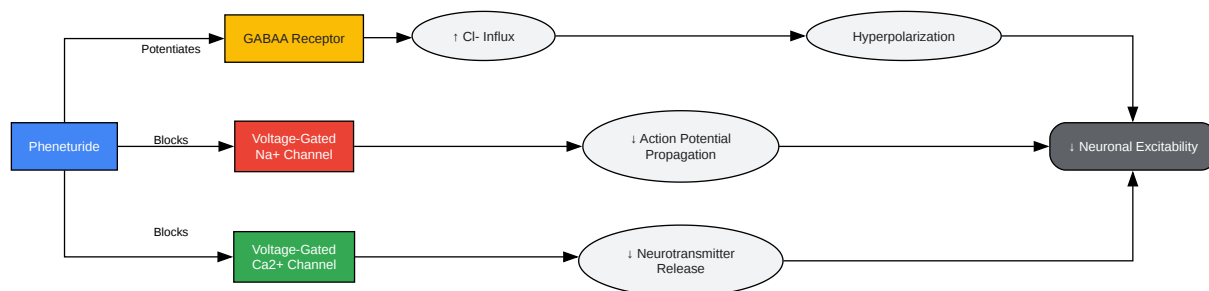 GABAA Receptor
↑ Cl- Influx
Hyperpolarization
Potentiates
Pheneturide
Blocks
Voltage-Gated
Na+ Channel
↓ Action Potential
Propagation
↓ Neuronal Excitability
Blocks
Voltage-Gated
Ca2+ Channel
↓ Neurotransmitter
Release